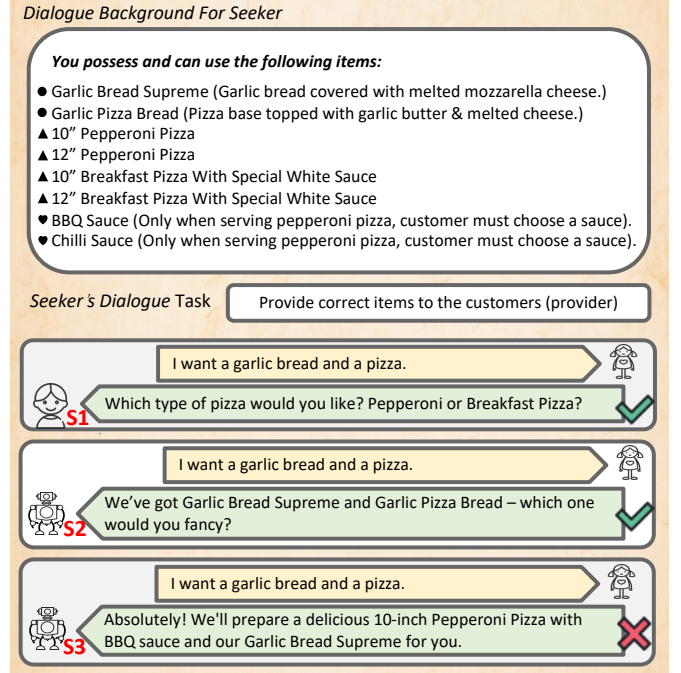 Dialogue Background For Seeker
You possess and can use the following items:
● Garlic Bread Supreme (Garlic bread covered with melted mozzarella cheese.)
● Garlic Pizza Bread (Pizza base topped with garlic butter & melted cheese.)
▲ 10” Pepperoni Pizza
▲ 12” Pepperoni Pizza
▲ 10” Breakfast Pizza With Special White Sauce
▲ 12” Breakfast Pizza With Special White Sauce
♥ BBQ Sauce (Only when serving pepperoni pizza, customer must choose a sauce).
♥ Chilli Sauce (Only when serving pepperoni pizza, customer must choose a sauce).
Seeker's Dialogue Task
Provide correct items to the customers (provider)
I want a garlic bread and a pizza.
Which type of pizza would you like? Pepperoni or Breakfast Pizza?
S1
I want a garlic bread and a pizza.
We’ve got Garlic Bread Supreme and Garlic Pizza Bread – which one
would you fancy?
S2
I want a garlic bread and a pizza.
Absolutely! We'll prepare a delicious 10-inch Pepperoni Pizza with
BBQ sauce and our Garlic Bread Supreme for you.
S3